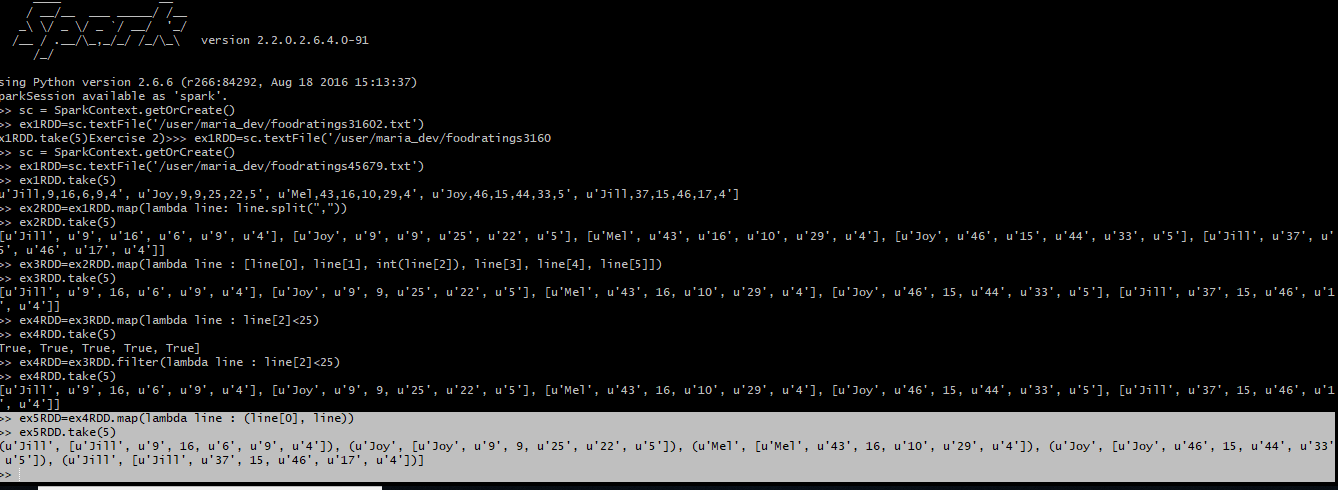 version 2.2.0.2.6.4.0-91
sing Python version 2.6.6 (r266:84292, Aug 18 2016 15:13:37)
parkSession available as 'spark'.
>> sc = SparkContext.getOrCreate()
>> ex1RDD=sc.textFile('/user/maria_dev/foodratings31602.txt')
x1RDD.take(5)Exercise 2)>>> ex1RDD=sc.textFile('/user/maria_dev/foodratings3160
>> sc = SparkContext.getOrCreate()
>> ex1RDD=sc.textFile('/user/maria_dev/foodratings45679.txt')
>> ex1RDD.take(5)
u'Jill,9,16,6,9,4', u'Joy,9,9,25,22,5', u'Mel,43,16,10,29,4', u'Joy,46,15,44,33,5', u'Jill,37,15,46,17,4']
>> ex2RDD=ex1RDD.map(lambda line: line.split(","))
>> ex2RDD.take(5)
[u'Jill', u'9', u'16', u'6', u'9', u'4'], [u'Joy', u'9', u'9', u'25', u'22', u'5'], [u'Mel', u'43', u'16', u'10', u'29', u'4'], [u'Joy', u'46', u'15', u'44', u'33', u'5'], [u'Jill', u'37', u'
5', u'46', u'17', u'4']]
>> ex3RDD=ex2RDD.map(lambda line : [line[0], line[1], int(line[2]), line[3], line[4], line[5]])
>> ex3RDD.take(5)
[u'Jill', u'9', 16, u'6', u'9', u'4'], [u'Joy', u'9', 9, u'25', u'22', u'5'], [u'Mel', u'43', 16, u'10', u'29', u'4'], [u'Joy', u'46', 15, u'44', u'33', u'5'], [u'Jill', u'37', 15, u'46', u'1
', u'4']]
>> ex4RDD=ex3RDD.map(lambda line : line[2]<25)
>> ex4RDD.take(5)
True, True, True, True, True]
>> ex4RDD=ex3RDD.filter(lambda line : line[2]<25)
>> ex4RDD.take(5)
[u'Jill', u'9', 16, u'6', u'9', u'4'], [u'Joy', u'9', 9, u'25', u'22', u'5'], [u'Mel', u'43', 16, u'10', u'29', u'4'], [u'Joy', u'46', 15, u'44', u'33', u'5'], [u'Jill', u'37', 15, u'46', u'1
', u'4']]
>> ex5RDD=ex4RDD.map(lambda line : (line[0], line))
>> ex5RDD.take(5)
(u'Jill', [u'Jill', u'9', 16, u'6', u'9', u'4']), (u'Joy', [u'Joy', u'9', 9, u'25', u'22', u'5']), (u'Mel', [u'Mel', u'43', 16, u'10', u'29', u'4']), (u'Joy', [u'Joy', u'46', 15, u'44', u'33'
 u'5']), (u'Jill', [u'Jill', u'37', 15, u'46', u'17', u'4'])]
>>